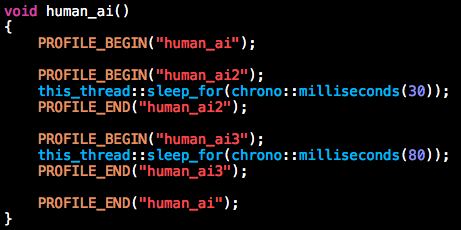 void human_ai()
{
    PROFILE_BEGIN("human_ai");

    PROFILE_BEGIN("human_ai2");
    this_thread::sleep_for(chrono::milliseconds(30));
    PROFILE_END("human_ai2");

    PROFILE_BEGIN("human_ai3");
    this_thread::sleep_for(chrono::milliseconds(80));
    PROFILE_END("human_ai3");

    PROFILE_END("human_ai");
}